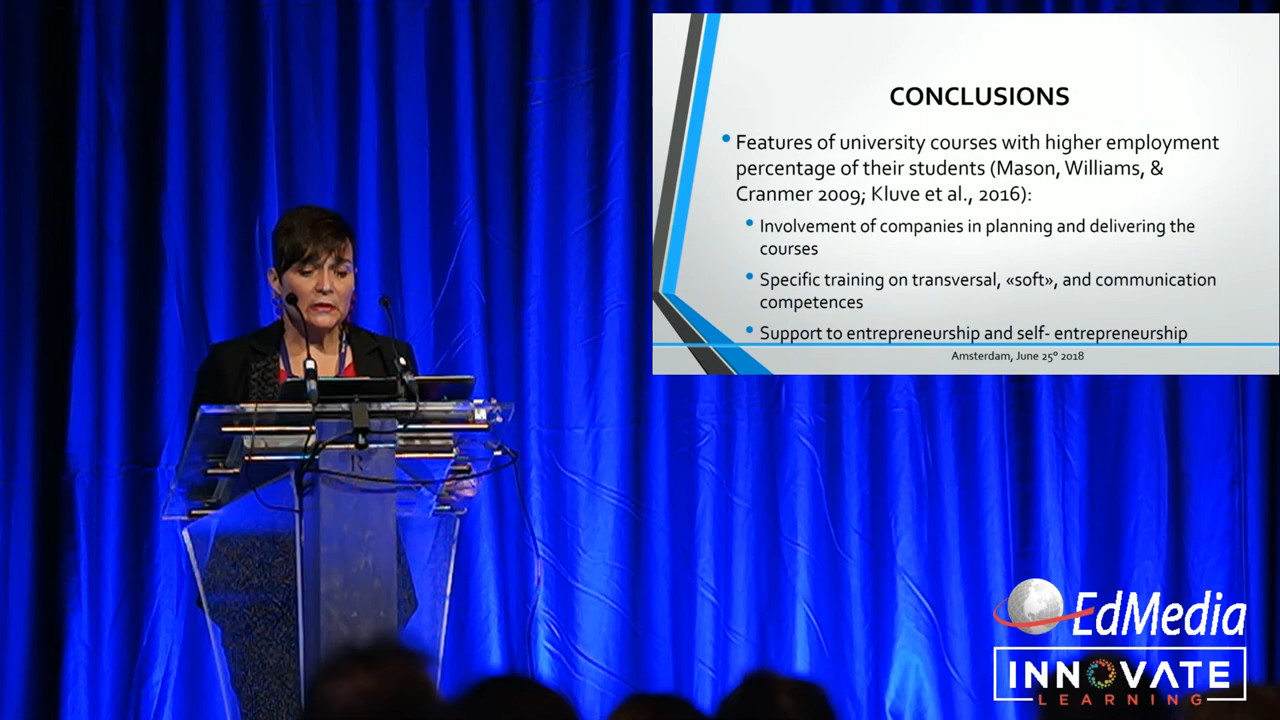 CONCLUSIONS
Features of university courses with higher employment
percentage of their students (Mason, Williams, &
Cranmer 2009; Kluve et al., 2016):
Involvement of companies in planning and delivering the
courses
Specific training on transversal, «soft», and communication
competences
Support to entrepreneurship and self- entrepreneurship
Amsterdam, June 25º 2018
R
EdMedia
INNOVATE
LEARNING